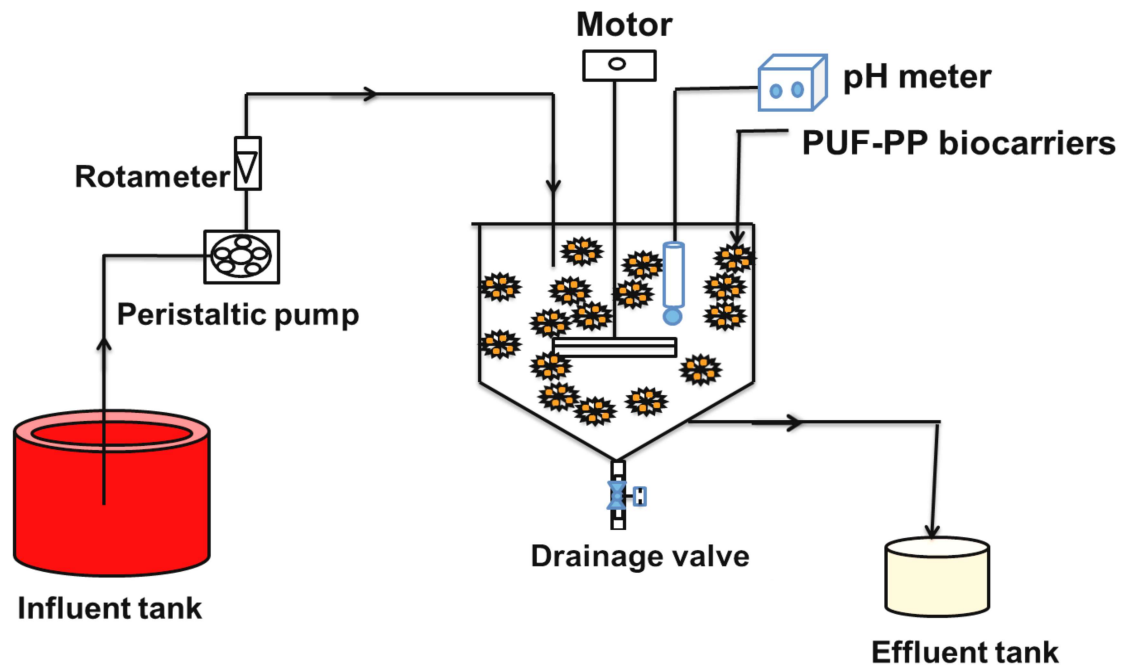 Motor
pH meter
PUF-PP biocarriers
Rotameter
Peristaltic pump
Drainage valve
Influent tank
Effluent tank